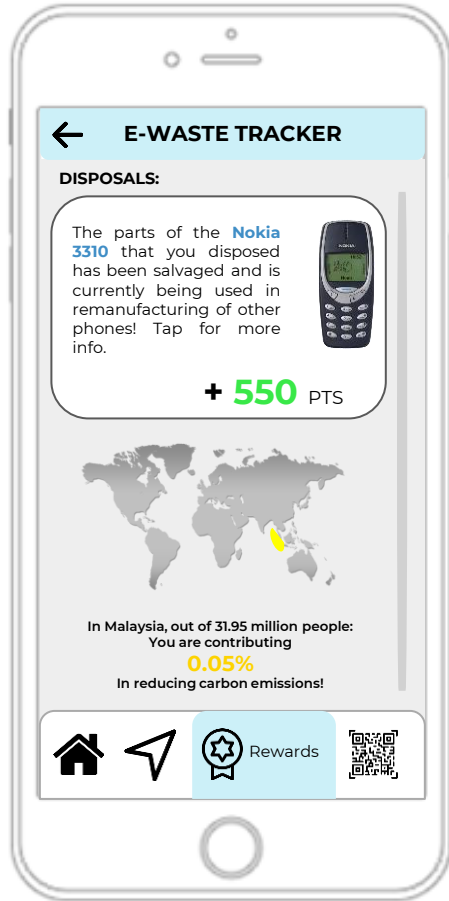 E-WASTE TRACKER
DISPOSALS:
The parts of the Nokia
3310 that you disposed
has been salvaged and is
currently being used in
remanufacturing of other
phones! Tap for more
info.
NOKIA
+ 550 PTS
In Malaysia, out of 31.95 million people:
You are contributing
0.05%
In reducing carbon emissions!
Rewards